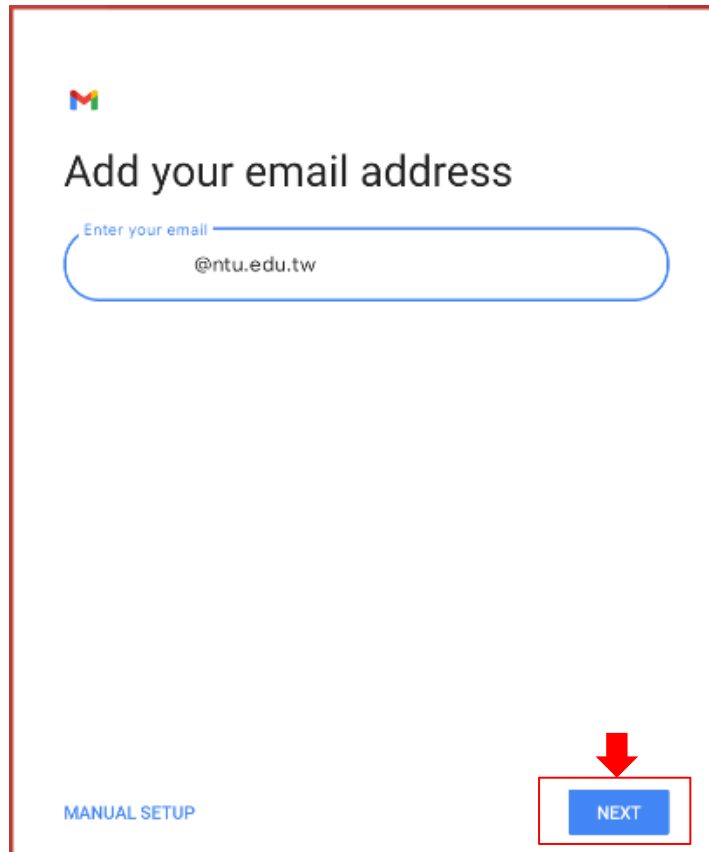 Add your email address
Enter your email
@ntu.edu.tw
MANUAL SETUP
NEXT